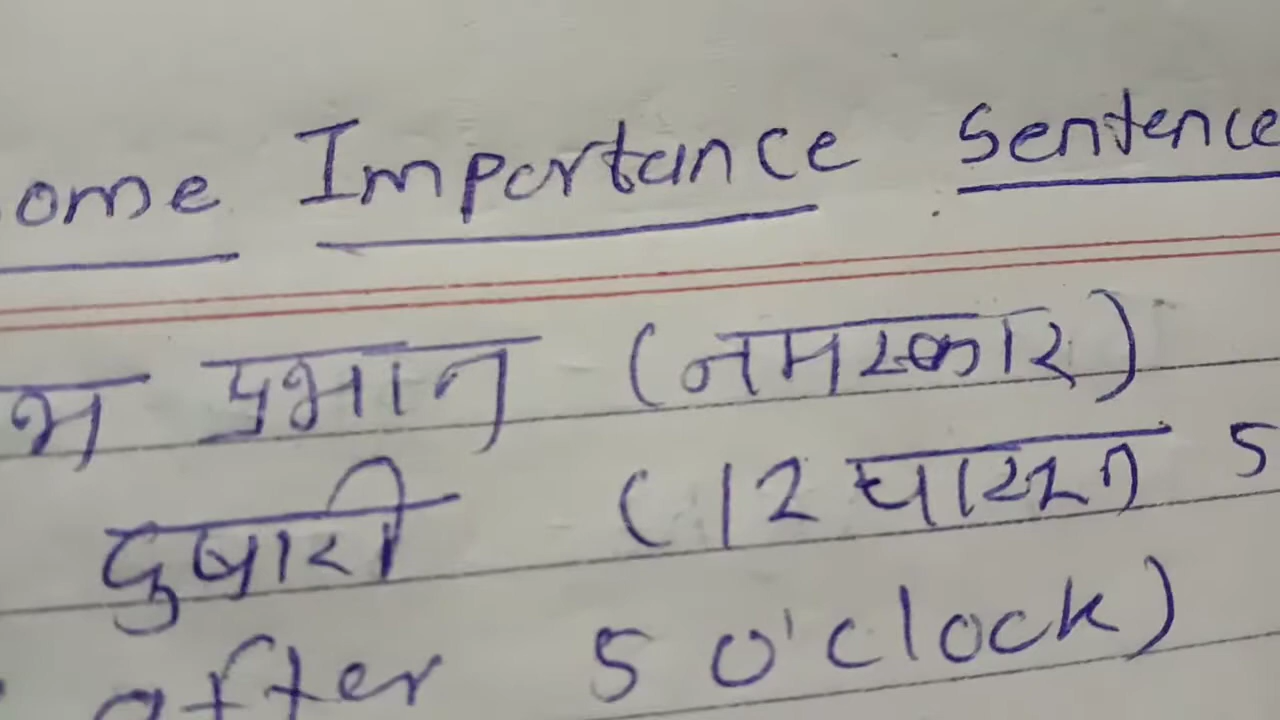 ome Importance Sentence
भ प्रभात (नमस्कार)
दुपारी (12 पासून 5
after 5 o'clock)